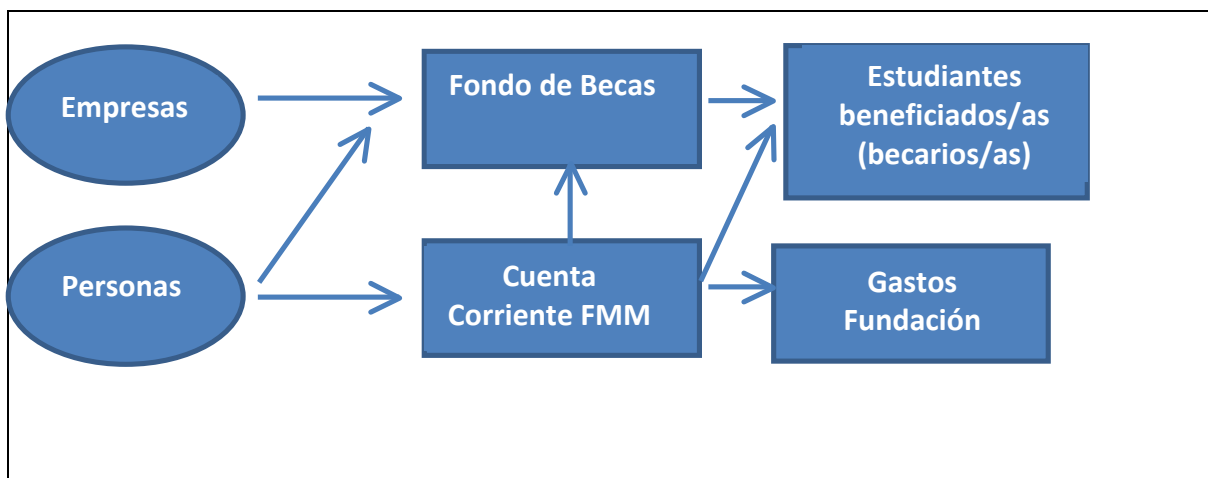 Empresas
Fondo de Becas
Estudiantes
beneficiados/as
(becarios/as)
Personas
Cuenta
Corriente FMM
Gastos
Fundación